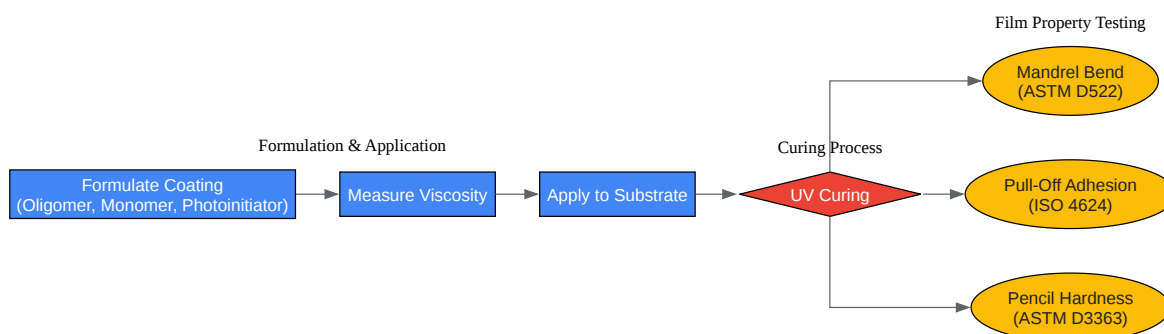 Film Property Testing
Mandrel Bend
(ASTM D522)
Formulation & Application
Curing Process
Formulate Coating
(Oligomer, Monomer, Photoinitiator)
Measure Viscosity
Apply to Substrate
UV Curing
Pull-Off Adhesion
(ISO 4624)
Pencil Hardness
(ASTM D3363)